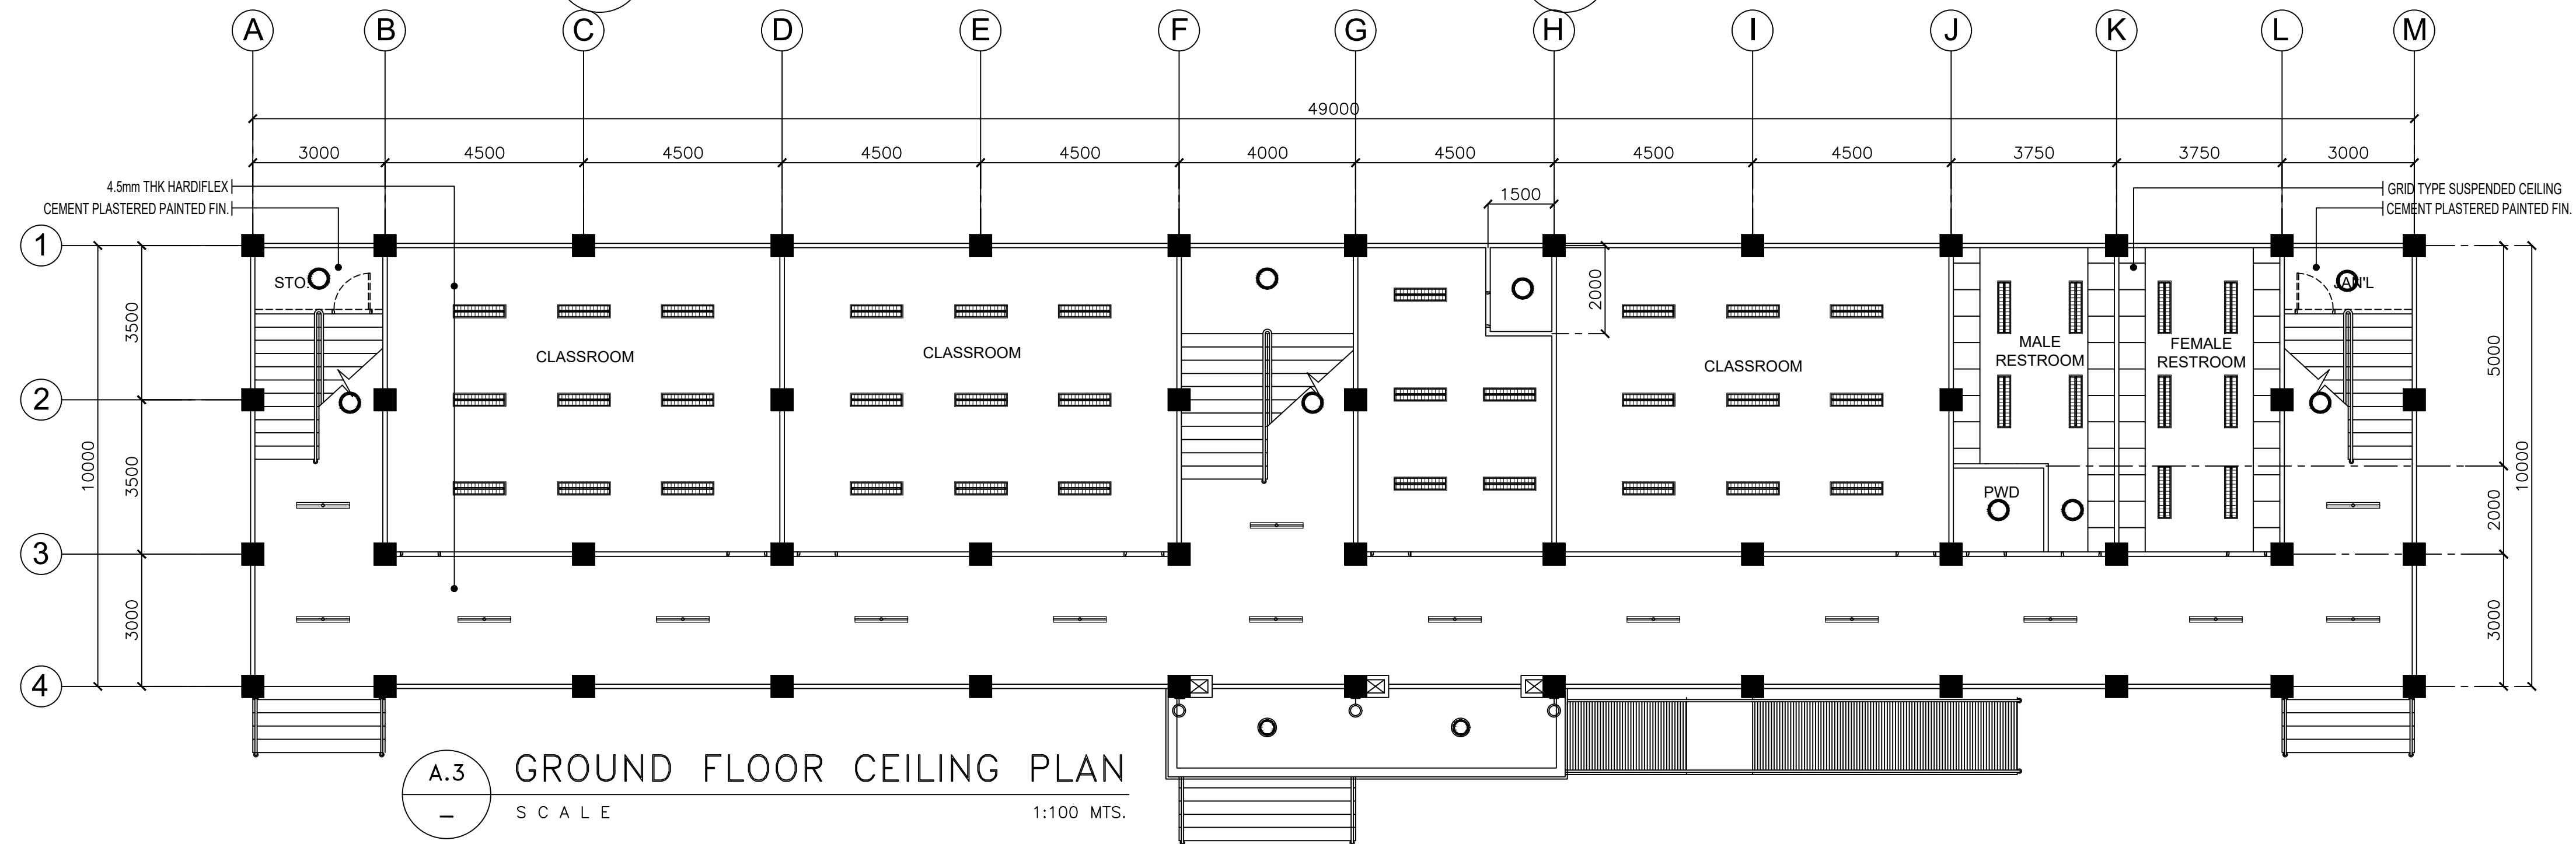 A B C D E F G H I J K L M
49000
3000 4500 4500 4500 4500 4000 4500 4500 4500 3750 3750 3000
4.5mm THK HARDIFLEX
CEMENT PLASTERED PAINTED FIN.
1500
GRID TYPE SUSPENDED CEILING
CEMENT PLASTERED PAINTED FIN.
1
STO.
JAN'L
2000
3500
MALE
RESTROOM
FEMALE
RESTROOM
CLASSROOM
CLASSROOM
CLASSROOM
5000
2
10000
3500
10000
PWD
2000
3
3000
3000
4
A.3
–
GROUND FLOOR CEILING PLAN
SCALE 1:100 MTS.